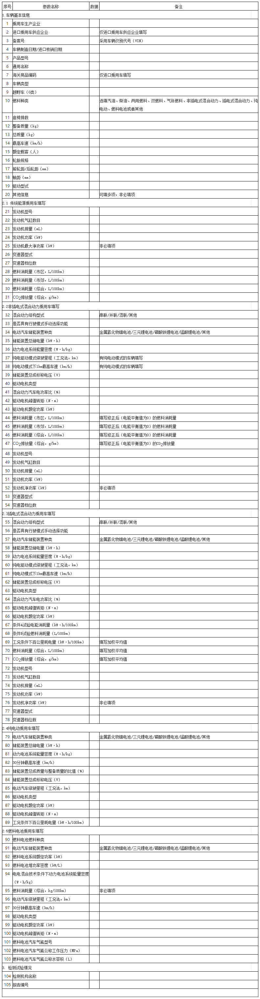 序号 参数名称 数据 备注
1.车辆基本信息
1 乘用车生产企业
2 进口乘用车供应企业 仅进口乘用车供应企业填写
3 备案号 采用车辆识别代号（VIN）
4 车辆制造日期/进口核销日期
5 产品型号
6 通用名称
7 海关商品编码 仅进口乘用车填写
8 车辆类型
9 越野车（G类）
10 燃料种类 选填汽油、柴油、两用燃料、双燃料、气体燃料、非插电式混合动力、插电式混合动力、纯
电动、燃料电池或者其他
11 座椅排数
12 整备质量（kg）
13 总质量（kg）
14 最高车速（km/h）
15 额定载客（人）
16 轮胎规格
17 前轮距/后轮距（mm）
18 轴距（mm）
19 驱动型式
20 其他信息 可填多项，非必填项
2.1 传统能源乘用车填写
21 发动机型号
22 发动机气缸数目
23 发动机排量（mL）
24 发动机功率（kW）
25 发动机最大净功率（kW） 非必填项
26 变速器型式
27 变速器档位数
28 燃料消耗量（市区，L/100km）
29 燃料消耗量（市郊，L/100km）
30 燃料消耗量（综合，L/100km）
31 CO2排放量（综合，g/km）
2.2非插电式混合动力乘用车填写
32 混合动力结构型式 串联/并联/混联/其他
33 是否具有行驶模式手动选择功能
34 电动汽车储能装置种类 金属氢化物镍电池/三元锂电池/磷酸铁锂电池/锰酸锂电池/其他
35 储能装置总储电量（kW·h）
36 动力电池系统能量密度（W·h/kg）
37 纯电驱动模式续驶里程（工况法，km） 有纯电动模式的车辆填写
38 纯电动模式下1km最高车速（km/h） 有纯电动模式的车辆填写
39 储能装置总成标称电压（V）
40 驱动电机类型
41 混合动力汽车电功率比（%）
42 驱动电机峰值转矩（N·m）
43 驱动电机额定功率（kW）
44 燃料消耗量（市区，L/100km） 填写修正后（电能平衡值为0）的燃料消耗量
45 燃料消耗量（市郊，L/100km） 填写修正后（电能平衡值为0）的燃料消耗量
46 燃料消耗量（综合，L/100km） 填写修正后（电能平衡值为0）的燃料消耗量
47 CO2排放量（综合，g/km） 填写修正后（电能平衡值为0）的CO2排放量
48 发动机型号
49 发动机气缸数目
50 发动机排量（mL）
51 发动机功率（kW）
52 发动机净功率（kW） 非必填项
53 变速器型式
54 变速器档位数
2.3插电式混合动力乘用车填写
55 混合动力结构型式 串联/并联/混联/其他
56 是否具有行驶模式手动选择功能
57 电动汽车储能装置种类 金属氢化物镍电池/三元锂电池/磷酸铁锂电池/锰酸锂电池/其他
58 储能装置总储电量（kW·h）
59 动力电池系统能量密度（W·h/kg）
60 纯电驱动模式续驶里程（工况法，km）
61 纯电动模式下1km最高车速（km/h）
62 储能装置总成标称电压（V）
63 驱动电机类型
64 混合动力汽车电功率比（%）
65 驱动电机峰值转矩（N·m）
66 驱动电机额定功率（kW）
67 条件A试验电能消耗量（kW·h/100km）
68 条件B试验燃料消耗量（L/100km）
69 工况条件下百公里耗电量（kW·h/100km） 填写加权平均值
70 燃料消耗量（综合，L/100km） 填写加权平均值
71 CO2排放量（综合，g/km） 填写加权平均值
72 发动机型号
73 发动机气缸数目
74 发动机排量（mL）
75 发动机功率（kW）
76 发动机净功率（kW） 非必填项
77 变速器型式
78 变速器档位数
2.4纯电动乘用车填写
79 电动汽车储能装置种类 金属氢化物镍电池/三元锂电池/磷酸铁锂电池/锰酸锂电池/其他
80 储能装置总储电量（kW·h）
81 动力电池系统能量密度（W·h/kg）
82 30分钟最高车速（km/h）
83 储能装置总成质量与整备质量的比值（%）
84 储能装置总成标称电压（V）
85 电动汽车续驶里程（工况法，km）
86 驱动电机类型
87 驱动电机额定功率（kW）
88 驱动电机峰值转矩（N·m）
89 工况条件下百公里耗电量（kW·h/100km）
2.5燃料电池乘用车填写
90 燃料电池燃料种类
91 电动汽车储能装置种类 金属氢化物镍电池/三元锂电池/磷酸铁锂电池/锰酸锂电池/其他
92 燃料电池系统额定功率（kW）
93 燃料电池堆功率密度（kW/L）
94 电电混合技术条件下动力电池系统能量密度
（W·h/kg）
95 燃料消耗量（综合，kg/100km） 非必填项
96 电动汽车续驶里程（工况法，km）
97 30分钟最高车速（km/h）
98 驱动电机类型
99 驱动电机额定功率（kW）
100 驱动电机峰值转矩（N·m）
101 燃料电池汽车气瓶型号
102 燃料电池汽车气瓶公称工作压力（MPa）
103 燃料电池汽车气瓶公称水容积（L）
3. 检测试验情况
104 检测机构名称
105 报告编号